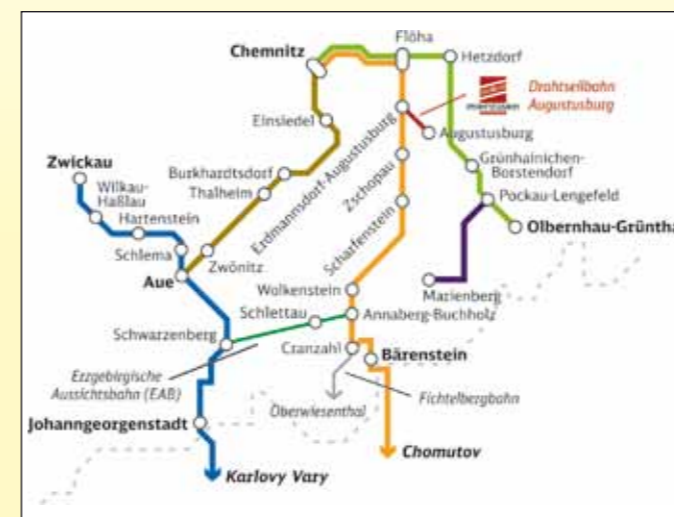 Flöha
Chemnitz
Hetzdorf
Drahtseilbahn
Augustusburg
Einsiedel
Augustusburg
Erdmannsdorf-Augustusburg
Zwickau
Burkhardtsdorf
Zschopau
Grünhainichen-
Borstendorf
Wilkau-
Haßlau
Thalheim
Pockau-Lengefeld
Hartenstein
Scharfenstein
Olbernhau-Grüntha
Schlema
Zwönitz
Aue
Wolkenstein
Marienberg
Schlettau
Annaberg-Buchholz
Schwarzenberg
Cranzahl
Bärenstein
Erzgebirgische
Aussichtsbahn (EAB)
Oberwiesenthal
Fichtelbergbahn
Johanngeorgenstadt
Chomutov
Karlovy Vary